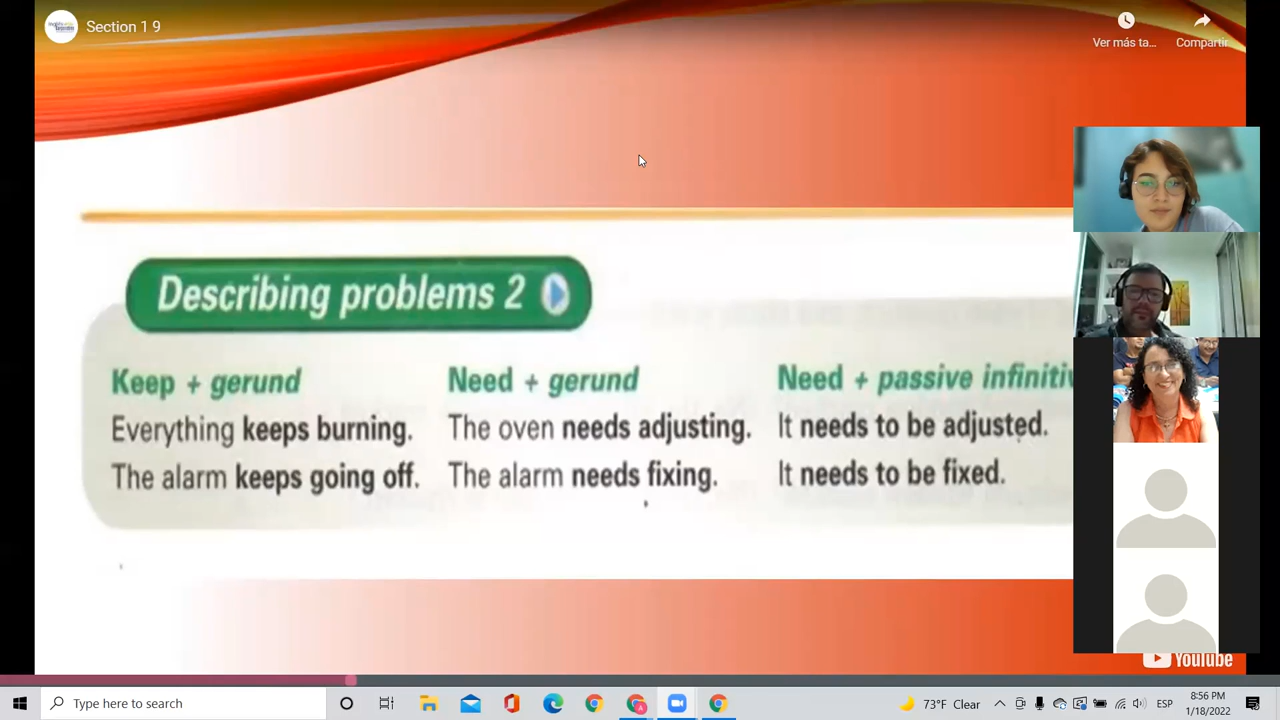 Section 1 9
Ver más ta...
Compartir
Describing problems 2
Keep + gerund
Everything keeps burning.
The alarm keeps going off.
Need + gerund
The oven needs adjusting.
The alarm needs fixing.
Need + passive infinitiv
It needs to be adjusted.
It needs to be fixed.
YouTube
Type here to search
73°F Clear
ESP
8:56 PM
1/18/2022